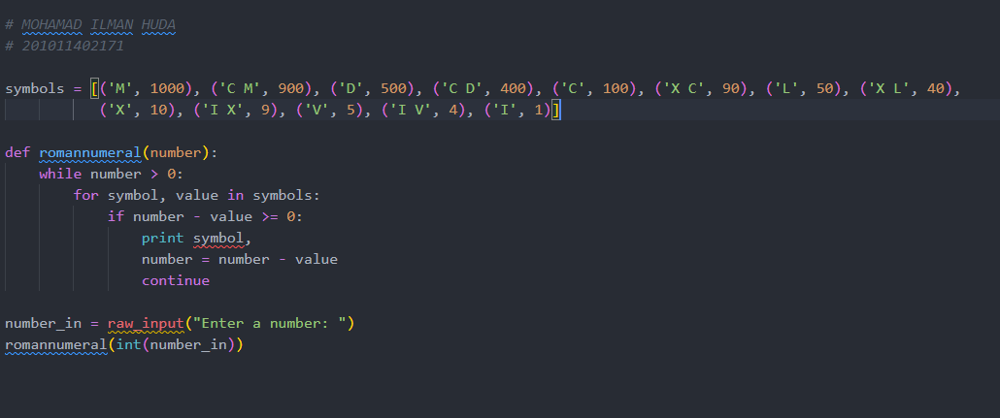 # MOHAMAD ILMAN HUDA
# 201011402171
symbols = [('M', 1000), ('C M', 900), ('D', 500), ('C D', 400), ('C', 100), ('X C', 90), ('L', 50), ('X L', 40),
('X', 10), ('I X', 9), ('V', 5), ('I V', 4), ('I', 1)]
def romannumeral(number):
while number > 0:
for symbol, value in symbols:
if number - value >= 0:
print symbol,
number = number - value
continue
number_in = raw_input("Enter a number: ")
romannumeral(int(number_in))